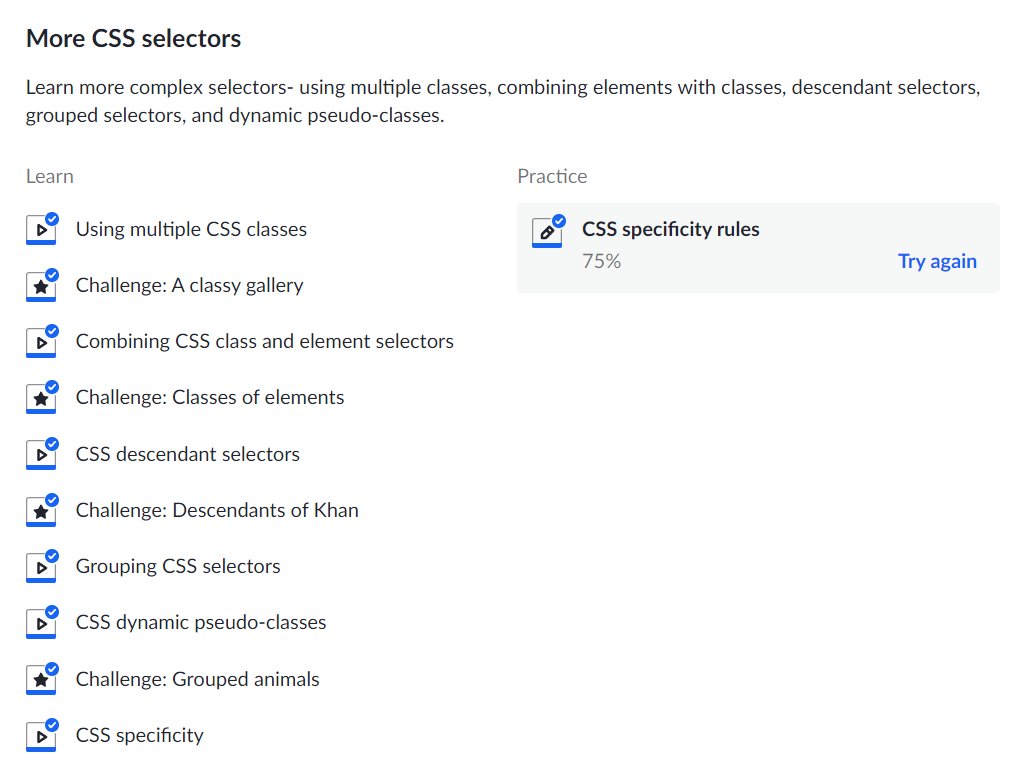 More CSS selectors
Learn more complex selectors- using multiple classes, combining elements with classes, descendant selectors,
grouped selectors, and dynamic pseudo-classes.
Learn
Using multiple CSS classes
Challenge: A classy gallery
Combining CSS class and element selectors
Challenge: Classes of elements
CSS descendant selectors
Challenge: Descendants of Khan
Grouping CSS selectors
CSS dynamic pseudo-classes
Challenge: Grouped animals
CSS specificity
Practice
CSS specificity rules
75%
Try again